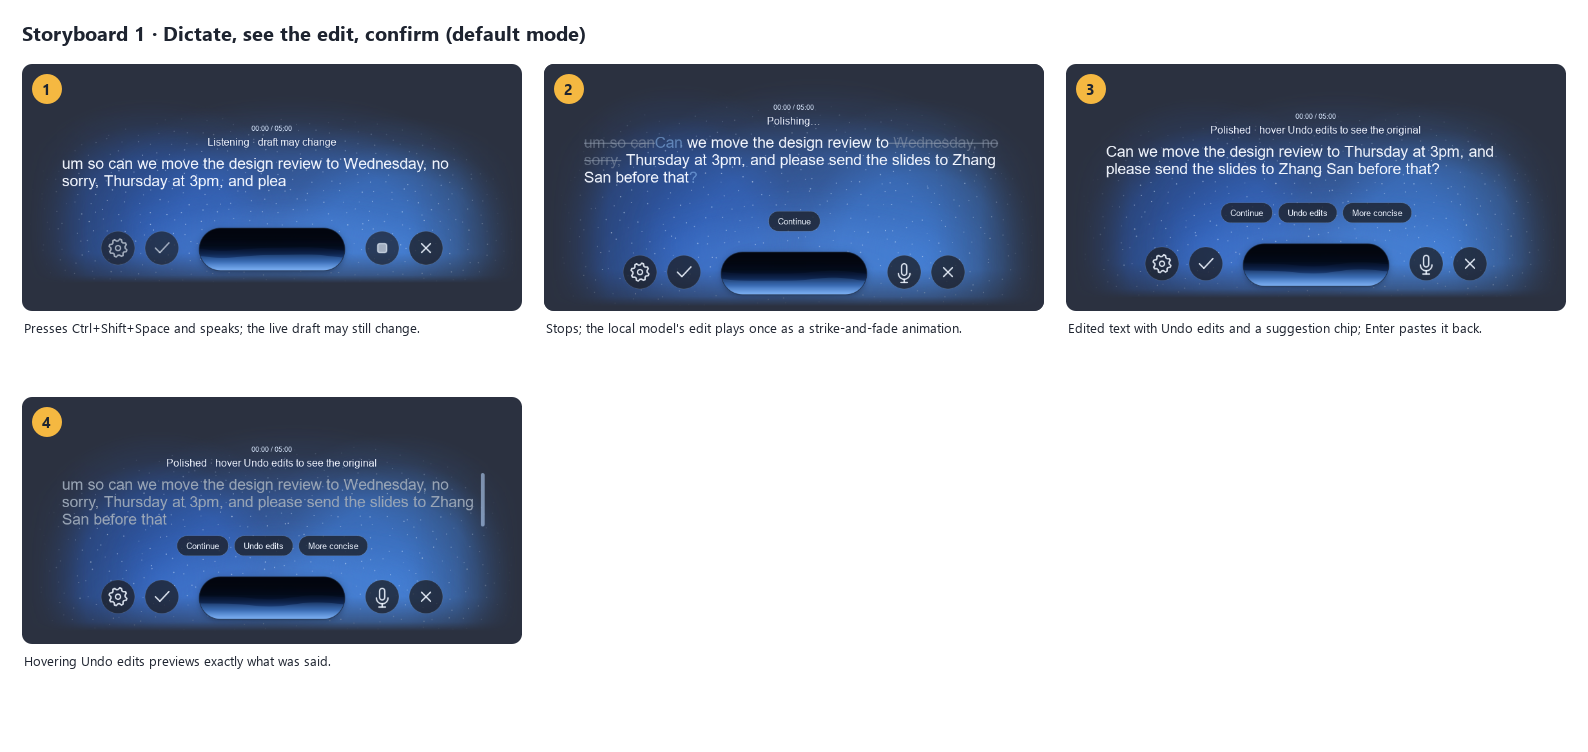 Storyboard 1 · Dictate, see the edit, confirm (default mode)
1
00:00 / 05:00
Listening · draft may change
um so can we move the design review to Wednesday, no
sorry, Thursday at 3pm, and plea
Presses Ctrl+Shift+Space and speaks; the live draft may still change.
2
00:00 / 05:00
Polishing...
um so canCan we move the design review to Wednesday, no
sorry, Thursday at 3pm, and please send the slides to Zhang
San before that?
Continue
Stops; the local model's edit plays once as a strike-and-fade animation.
3
00:00 / 05:00
Polished · hover Undo edits to see the original
Can we move the design review to Thursday at 3pm, and
please send the slides to Zhang San before that?
Continue
Undo edits
More concise
Edited text with Undo edits and a suggestion chip; Enter pastes it back.
4
00:00 / 05:00
Polished · hover Undo edits to see the original
um so can we move the design review to Wednesday, no
sorry, Thursday at 3pm, and please send the slides to Zhang
San before that
Continue
Undo edits
More concise
Hovering Undo edits previews exactly what was said.